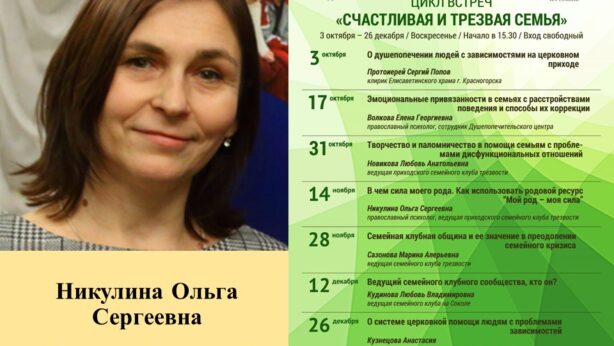 Никулина Ольга
Сергеевна
ЦИКЛ ВСТРЕЧ
«СЧАСТЛИВАЯ И ТРЕЗВАЯ СЕМЬЯ»
3 октября – 26 декабря / Воскресенье / Начало в 15.30 / Вход свободный
3 октября О душепопечении людей с зависимостями на церковном
приходе
Протоиерей Сергий Попов
клирик Елисаветинского храма г. Красногорска
17 октября Эмоциональные привязанности в семьях с расстройствами
поведения и способы их коррекции
Волкова Елена Георгиевна
православный психолог, сотрудник Душепопечительского центра
31 октября Творчество и паломничество в помощи семьям с пробле-
мами дисфункциональных отношений
Новикова Любовь Анатольевна
ведущая приходского семейного клуба трезвости
14 ноября В чем сила моего рода. Как использовать родовой ресурс
"Мой род – моя сила"
Никулина Ольга Сергеевна
православный психолог, ведущая приходского семейного клуба трезвости
28 ноября Семейная клубная община и ее значение в преодолении
семейного кризиса
Сазонова Марина Алерьевна
ведущая семейного клуба трезвости
12 декабря Ведущий семейного клубного сообщества, кто он?
Кудинова Любовь Владимировна
ведущая семейного клуба на Соколе
26 декабря О системе церковной помощи людям с проблемами
зависимостей
Кузнецова Анастасия